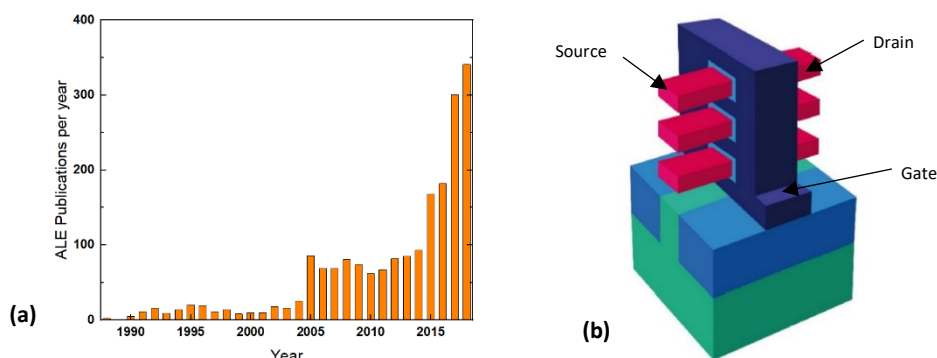 400
300
200
100
0
ALE Publications per year
1990 1995 2000 2005 2010 2015
Year
(a)
Source
Drain
Gate
(b)